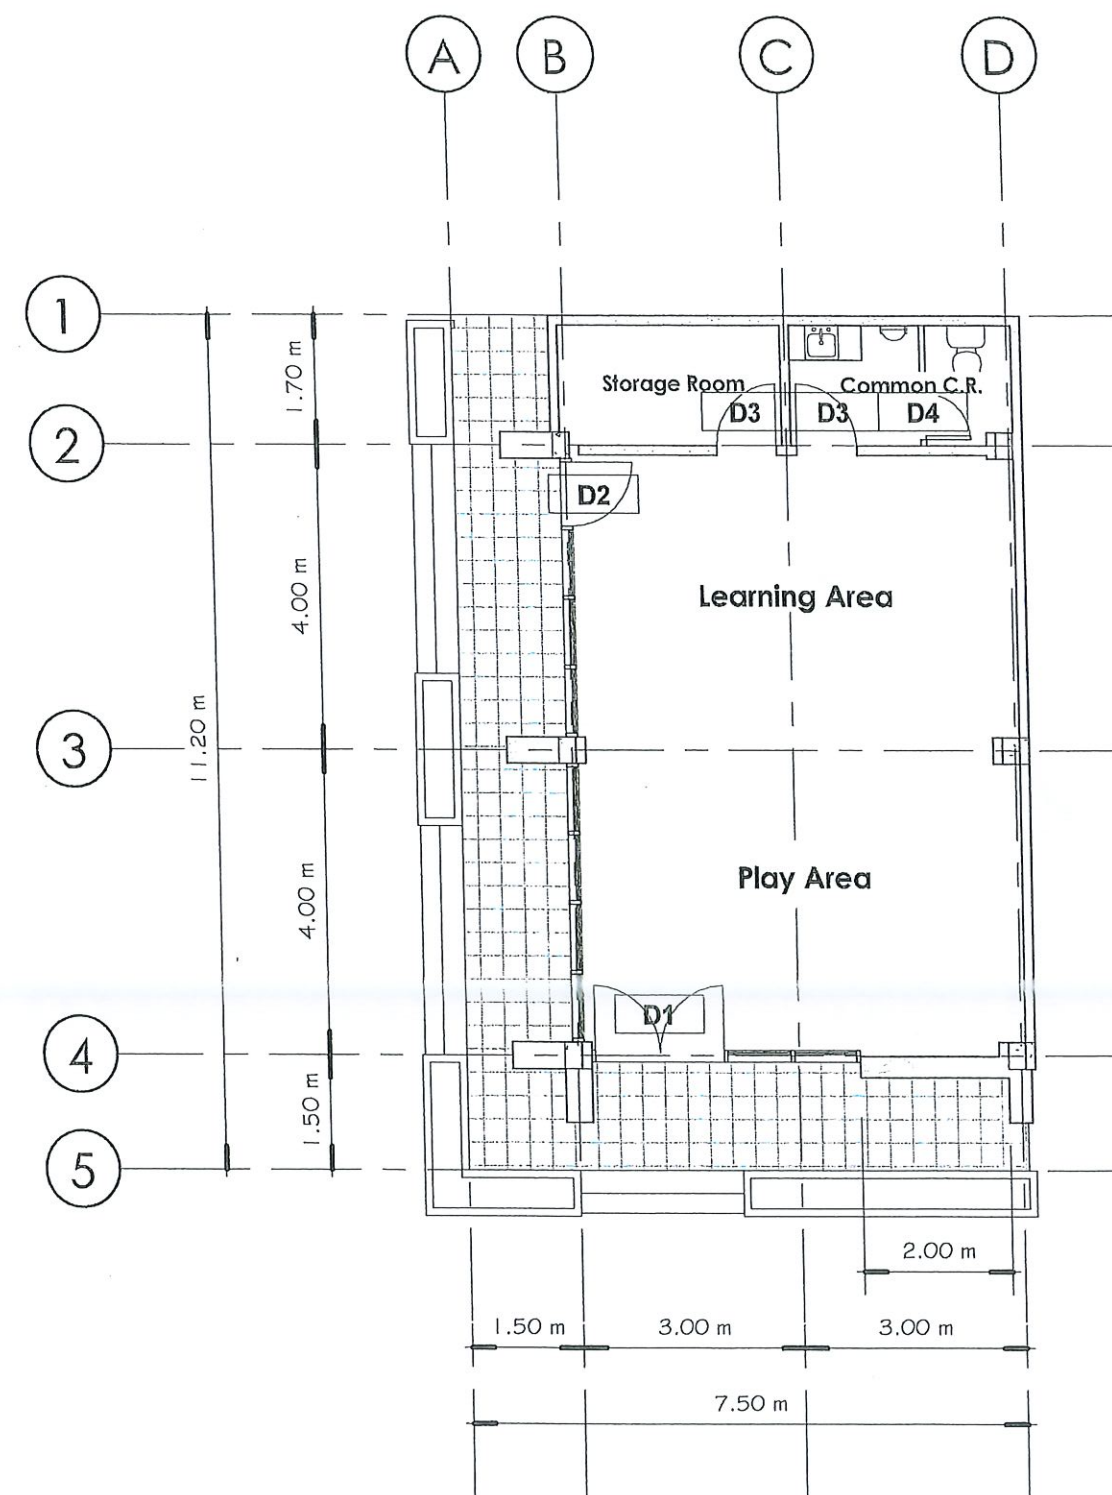 A B C D
1
1.70 m
Storage Room
Common C.R.
D3 D3 D4
2
D2
4.00 m
Learning Area
11.20 m
3
Play Area
4.00 m
D1
4
1.50 m
5
2.00 m
1.50 m 3.00 m 3.00 m
7.50 m